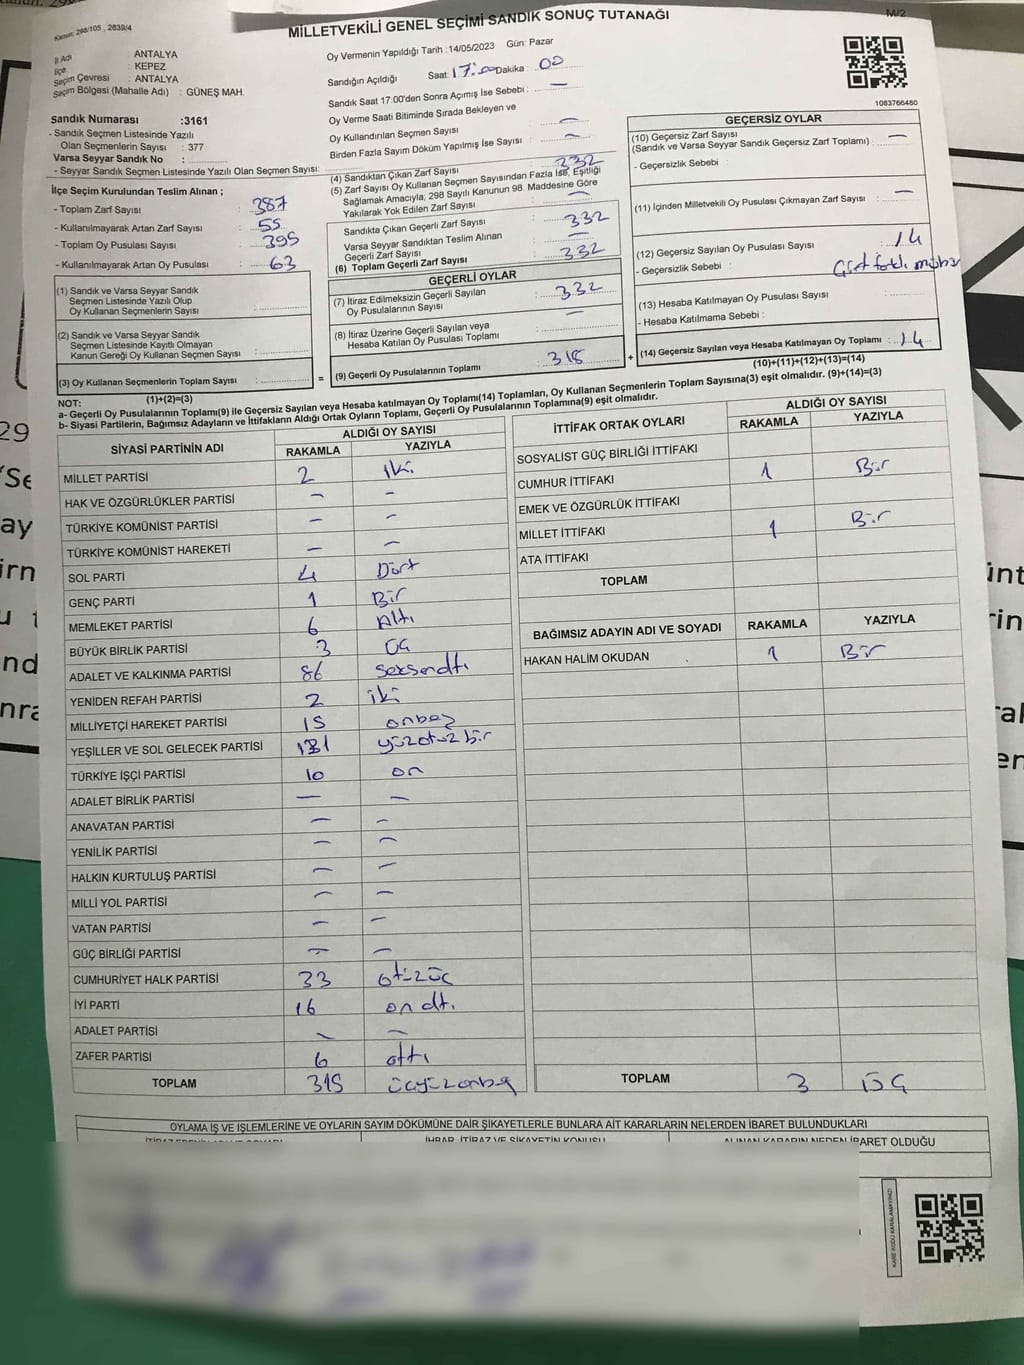 Kanun: 298/105 , 2839/4
MİLLETVEKİLİ GENEL SEÇİMİ SANDIK SONUÇ TUTANAĞI
M/2
İl Adı : ANTALYA
İlçe : KEPEZ
Seçim Çevresi : ANTALYA
Seçim Bölgesi (Mahalle Adı) : GÜNEŞ MAH.
Oy Vermenin Yapıldığı Tarih : 14/05/2023 Gün: Pazar
Sandığın Açıldığı Saat: 17:00 Dakika : 00
Sandık Saat 17:00'den Sonra Açımış İse Sebebi : —
Oy Verme Saati Bitiminde Sırada Bekleyen ve
Oy Kullandırılan Seçmen Sayısı : —
Birden Fazla Sayım Döküm Yapılmış İse Sayısı : —
1083766480
Sandık Numarası :3161
- Sandık Seçmen Listesinde Yazılı
Olan Seçmenlerin Sayısı : 377
Varsa Seyyar Sandık No :
- Seyyar Sandık Seçmen Listesinde Yazılı Olan Seçmen Sayısı:
İlçe Seçim Kurulundan Teslim Alınan ;
- Toplam Zarf Sayısı : 387
- Kullanılmayarak Artan Zarf Sayısı : 55
- Toplam Oy Pusulası Sayısı : 395
- Kullanılmayarak Artan Oy Pusulası : 63
(1) Sandık ve Varsa Seyyar Sandık
Seçmen Listesinde Yazılı Olup
Oy Kullanan Seçmenlerin Sayısı :
(2) Sandık ve Varsa Seyyar Sandık
Seçmen Listesinde Kayıtlı Olmayan
Kanun Gereği Oy Kullanan Seçmen Sayısı :
(3) Oy Kullanan Seçmenlerin Toplam Sayısı :
(1)+(2)=(3)
(4) Sandıktan Çıkan Zarf Sayısı : 332
(5) Zarf Sayısı Oy Kullanan Seçmen Sayısından Fazla İse, Eşitliği
Sağlamak Amacıyla, 298 Sayılı Kanunun 98. Maddesine Göre
Yakılarak Yok Edilen Zarf Sayısı : —
Sandıkta Çıkan Geçerli Zarf Sayısı : 332
Varsa Seyyar Sandıktan Teslim Alınan
Geçerli Zarf Sayısı : —
(6) Toplam Geçerli Zarf Sayısı : 332
GEÇERLİ OYLAR
(7) İtiraz Edilmeksizin Geçerli Sayılan
Oy Pusulalarının Sayısı : 332
(8) İtiraz Üzerine Geçerli Sayılan veya
Hesaba Katılan Oy Pusulası Toplamı : —
= (9) Geçerli Oy Pusulalarının Toplamı : 318
GEÇERSİZ OYLAR
(10) Geçersiz Zarf Sayısı
(Sandık ve Varsa Seyyar Sandık Geçersiz Zarf Toplamı) : —
- Geçersizlik Sebebi :
(11) İçinden Milletvekili Oy Pusulası Çıkmayan Zarf Sayısı : —
(12) Geçersiz Sayılan Oy Pusulası Sayısı : 14
- Geçersizlik Sebebi :
(13) Hesaba Katılmayan Oy Pusulası Sayısı :
- Hesaba Katılmama Sebebi :
+ (14) Geçersiz Sayılan veya Hesaba Katılmayan Oy Toplamı : 14
(10)+(11)+(12)+(13)=(14)
NOT:
a- Geçerli Oy Pusulalarının Toplamı(9) ile Geçersiz Sayılan veya Hesaba katılmayan Oy Toplamı(14) Toplamları, Oy Kullanan Seçmenlerin Toplam Sayısına(3) eşit olmalıdır. (9)+(14)=(3)
b- Siyasi Partilerin, Bağımsız Adayların ve İttifakların Aldığı Ortak Oyların Toplamı, Geçerli Oy Pusulalarının Toplamına(9) eşit olmalıdır.
SİYASİ PARTİNİN ADI ALDIĞI OY SAYISI
RAKAMLA YAZIYLA
MİLLET PARTİSİ 2 iki
HAK VE ÖZGÜRLÜKLER PARTİSİ — —
TÜRKİYE KOMÜNİST PARTİSİ — —
TÜRKİYE KOMÜNİST HAREKETİ — —
SOL PARTİ 4 Dört
GENÇ PARTİ 1 Bir
MEMLEKET PARTİSİ 6 Altı
BÜYÜK BİRLİK PARTİSİ 3 üç
ADALET VE KALKINMA PARTİSİ 86 seksenaltı
YENİDEN REFAH PARTİSİ 2 iki
MİLLİYETÇİ HAREKET PARTİSİ 15 onbeş
YEŞİLLER VE SOL GELECEK PARTİSİ 131 yüzotuzbir
TÜRKİYE İŞÇİ PARTİSİ 10 on
ADALET BİRLİK PARTİSİ — —
ANAVATAN PARTİSİ — —
YENİLİK PARTİSİ — —
HALKIN KURTULUŞ PARTİSİ — —
MİLLİ YOL PARTİSİ — —
VATAN PARTİSİ — —
GÜÇ BİRLİĞİ PARTİSİ — —
CUMHURİYET HALK PARTİSİ 33 otuzüç
İYİ PARTİ 16 onaltı
ADALET PARTİSİ — —
ZAFER PARTİSİ 6 altı
TOPLAM 315 üçyüzonbeş
İTTİFAK ORTAK OYLARI ALDIĞI OY SAYISI
RAKAMLA YAZIYLA
SOSYALİST GÜÇ BİRLİĞİ İTTİFAKI
CUMHUR İTTİFAKI 1 Bir
EMEK VE ÖZGÜRLÜK İTTİFAKI
MİLLET İTTİFAKI 1 Bir
ATA İTTİFAKI
TOPLAM
BAĞIMSIZ ADAYIN ADI VE SOYADI RAKAMLA YAZIYLA
HAKAN HALİM OKUDAN 1 Bir
TOPLAM 3 üç
OYLAMA İŞ VE İŞLEMLERİNE VE OYLARIN SAYIM DÖKÜMÜNE DAİR ŞİKAYETLERLE BUNLARA AİT KARARLARIN NELERDEN İBARET BULUNDUKLARI
İHBAR, İTİRAZ VE ŞİKAYETİN KONUSU ALINAN KARARIN NEDEN İBARET OLDUĞU
KARE KODU KARALAMAYINIZ!